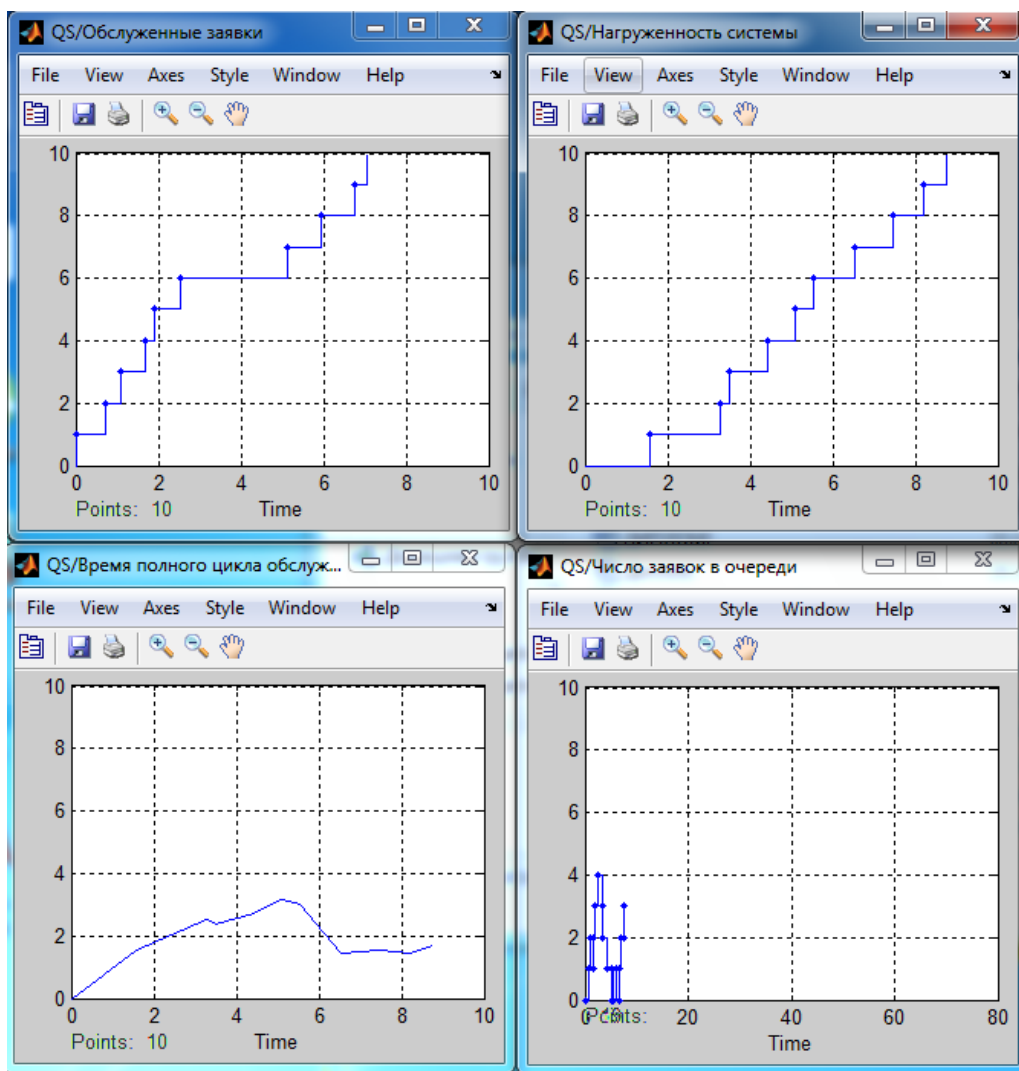 QS/Обслуженные заявки
File View Axes Style Window Help
10
8
6
4
2
0
0 2 4 6 8 10
Points: 10 Time
QS/Нагруженность системы
File View Axes Style Window Help
10
8
6
4
2
0
0 2 4 6 8 10
Points: 10 Time
QS/Время полного цикла обслуж...
File View Axes Style Window Help
10
8
6
4
2
0
0 2 4 6 8 10
Points: 10 Time
QS/Число заявок в очереди
File View Axes Style Window Help
10
8
6
4
2
0
0 20 40 60 80
Points:
Time